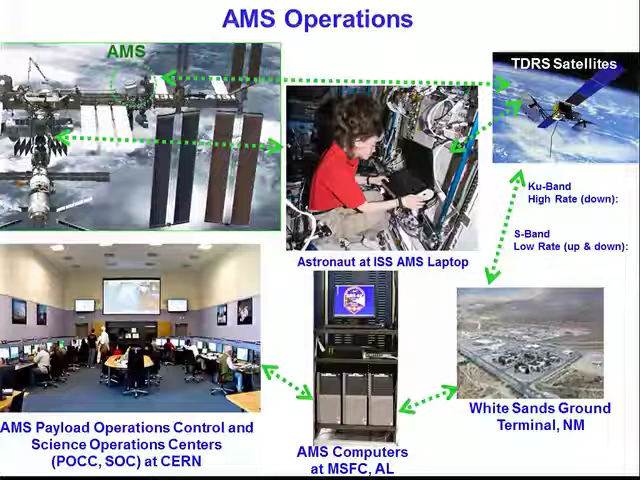 AMS Operations
AMS
TDRS Satellites
Ku-Band
High Rate (down):
S-Band
Low Rate (up & down):
Astronaut at ISS AMS Laptop
AMS Payload Operations Control and
Science Operations Centers
(POCC, SOC) at CERN
AMS Computers
at MSFC, AL
White Sands Ground
Terminal, NM